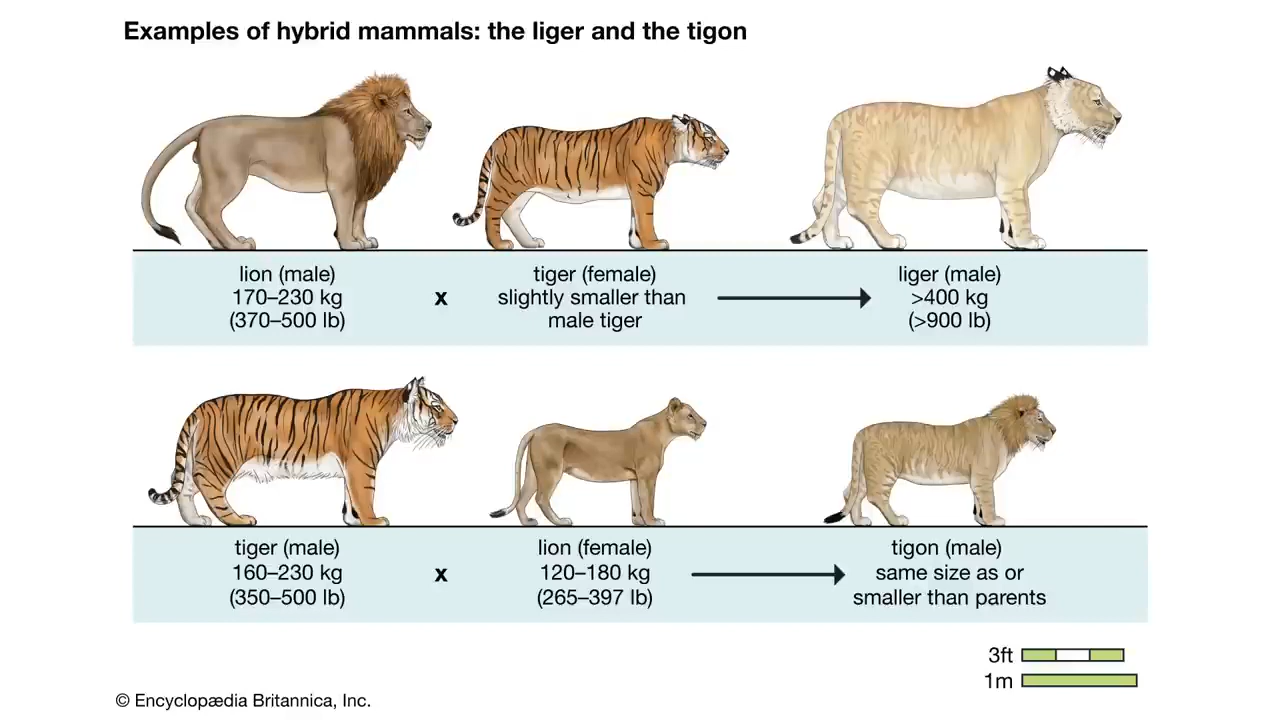 Examples of hybrid mammals: the liger and the tigon
lion (male)
170–230 kg
(370–500 lb)
x
tiger (female)
slightly smaller than
male tiger
liger (male)
>400 kg
(>900 lb)
tiger (male)
160–230 kg
(350–500 lb)
x
lion (female)
120–180 kg
(265–397 lb)
tigon (male)
same size as or
smaller than parents
3ft
1m
© Encyclopædia Britannica, Inc.